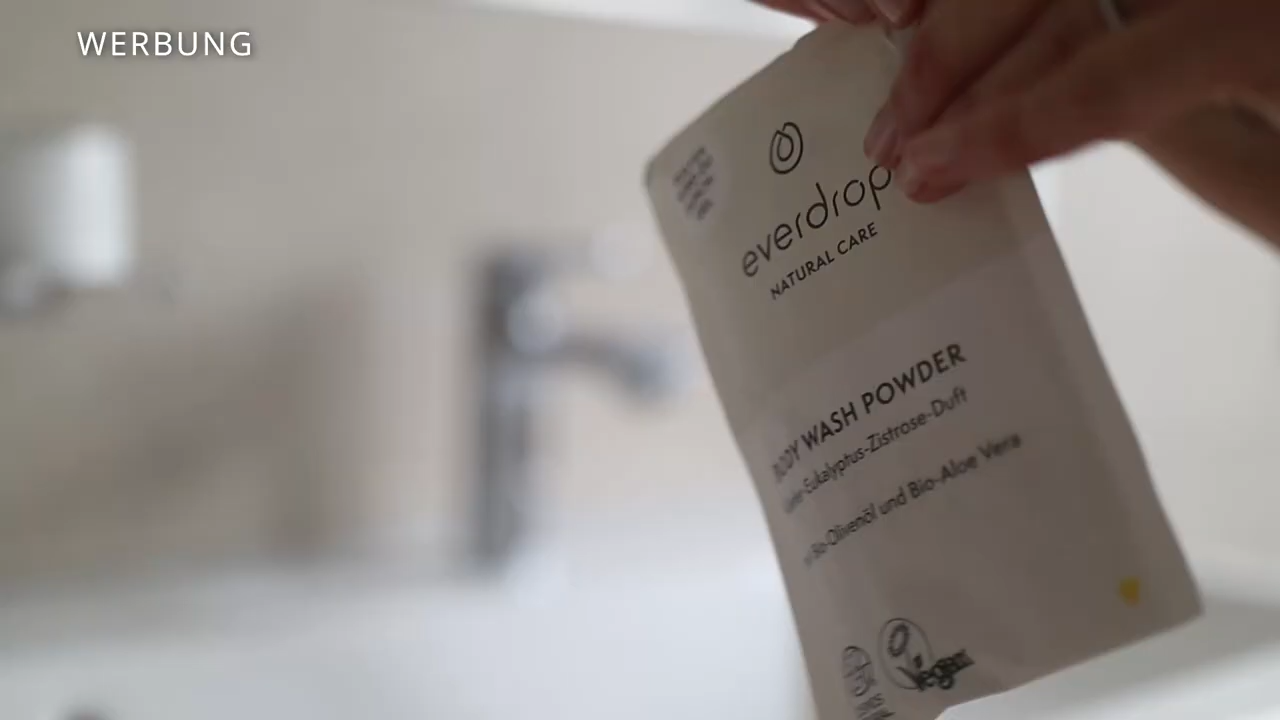 WERBUNG
everdrop
NATURAL CARE
BODY WASH POWDER
Eukalyptus-Zistrose-Duft
Bio-Olivenöl und Bio-Aloe Vera
Vegan